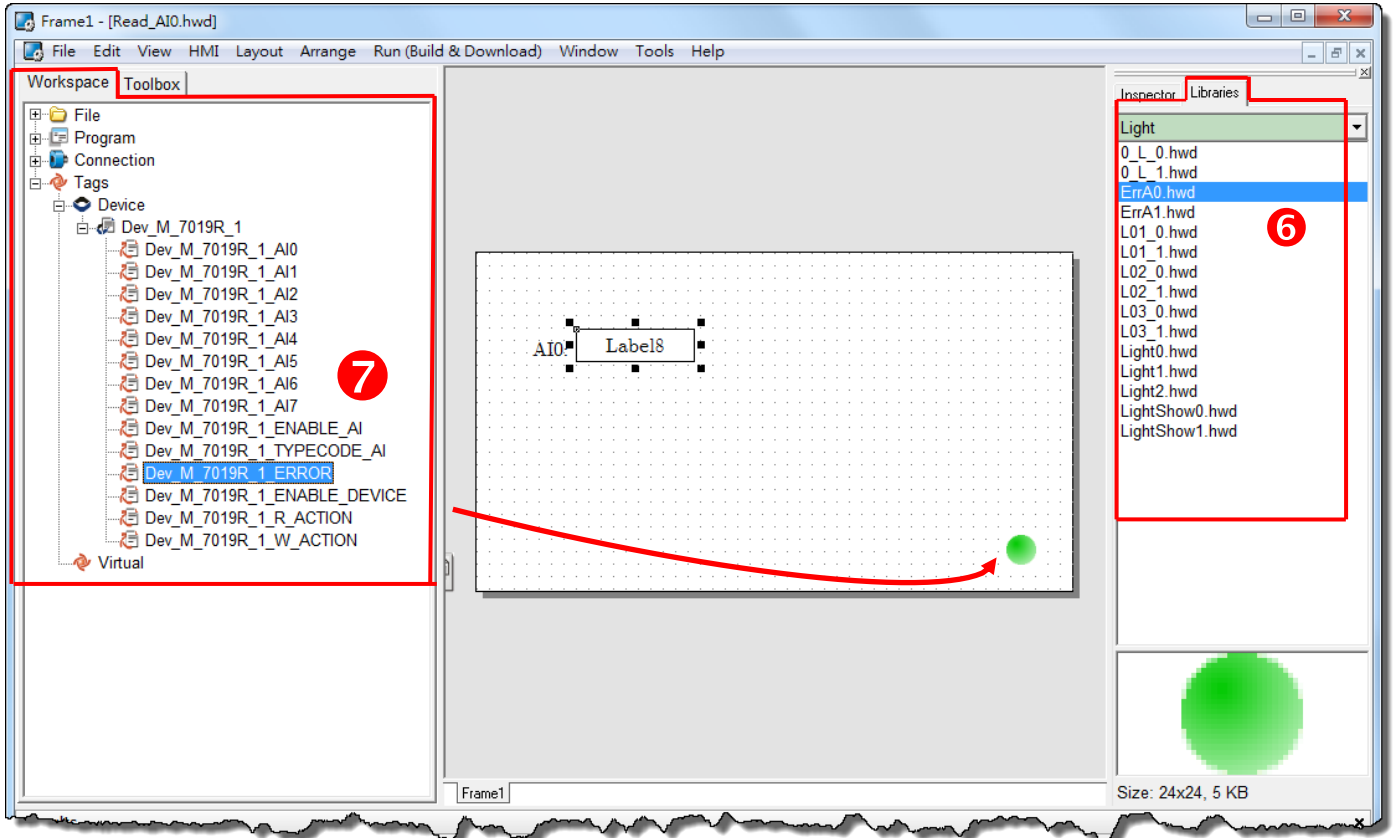 Frame1 - [Read_AI0.hwd]
File Edit View HMI Layout Arrange Run (Build & Download) Window Tools Help
Workspace Toolbox
File
Program
Connection
Tags
Device
Dev_M_7019R_1
Dev_M_7019R_1_AI0
Dev_M_7019R_1_AI1
Dev_M_7019R_1_AI2
Dev_M_7019R_1_AI3
Dev_M_7019R_1_AI4
Dev_M_7019R_1_AI5
Dev_M_7019R_1_AI6
Dev_M_7019R_1_AI7
Dev_M_7019R_1_ENABLE_AI
Dev_M_7019R_1_TYPECODE_AI
Dev_M_7019R_1_ERROR
Dev_M_7019R_1_ENABLE_DEVICE
Dev_M_7019R_1_R_ACTION
Dev_M_7019R_1_W_ACTION
Virtual
7
AI0: Label8
Frame1
Inspector Libraries
Light
0_L_0.hwd
0_L_1.hwd
ErrA0.hwd
ErrA1.hwd
L01_0.hwd
L01_1.hwd
L02_0.hwd
L02_1.hwd
L03_0.hwd
L03_1.hwd
Light0.hwd
Light1.hwd
Light2.hwd
LightShow0.hwd
LightShow1.hwd
6
Size: 24x24, 5 KB